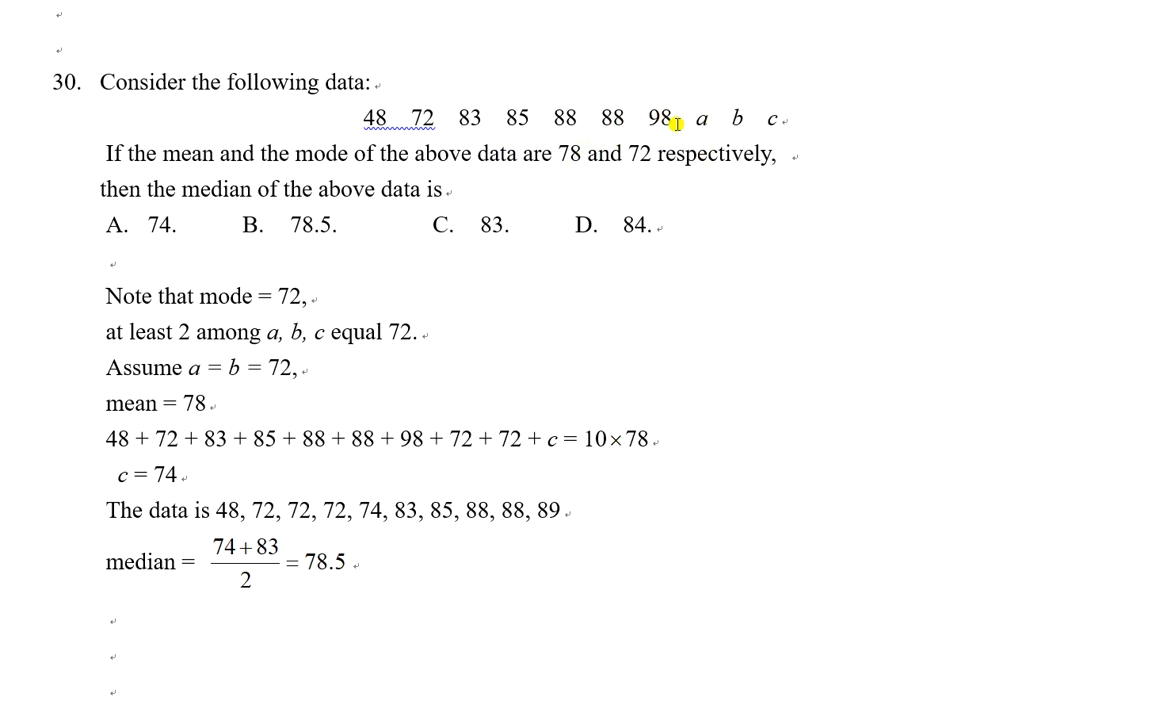 30. Consider the following data:
48 72 83 85 88 88 98 a b c
If the mean and the mode of the above data are 78 and 72 respectively,
then the median of the above data is
A. 74. B. 78.5. C. 83. D. 84.
Note that mode = 72,
at least 2 among a, b, c equal 72.
Assume a = b = 72,
mean = 78
48 + 72 + 83 + 85 + 88 + 88 + 98 + 72 + 72 + c = 10×78
c = 74
The data is 48, 72, 72, 72, 74, 83, 85, 88, 88, 89
median = (74+83)/2 = 78.5